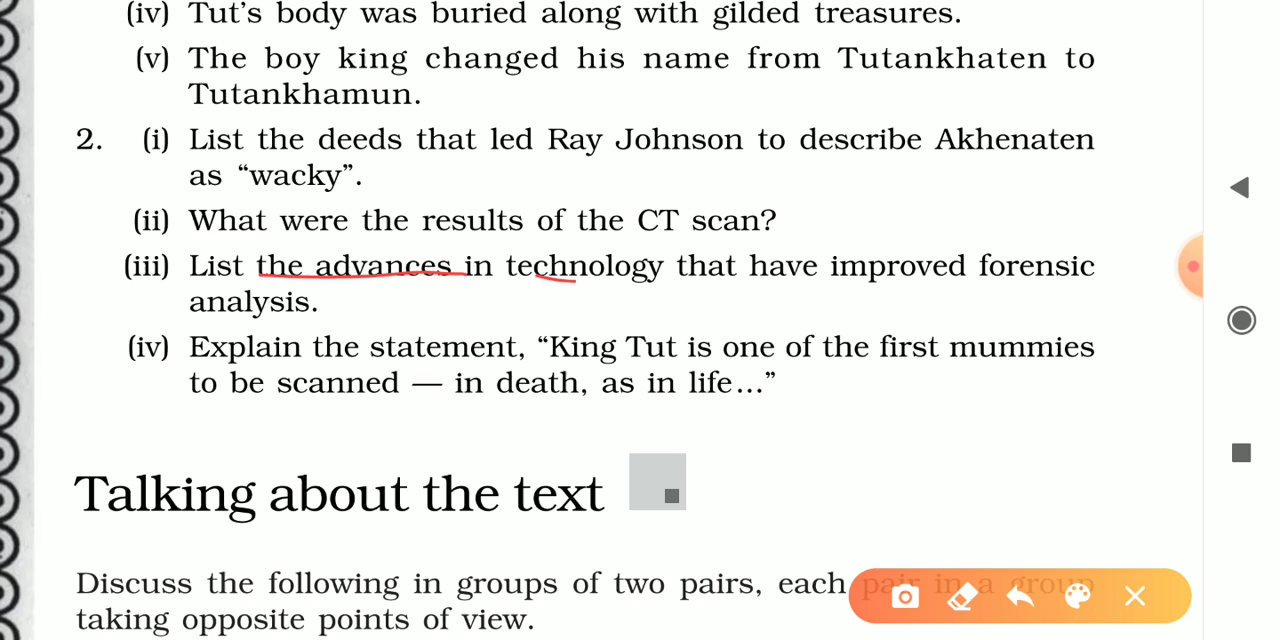 (iv) Tut’s body was buried along with gilded treasures.
(v) The boy king changed his name from Tutankhaten to
Tutankhamun.
2. (i) List the deeds that led Ray Johnson to describe Akhenaten
as “wacky”.
(ii) What were the results of the CT scan?
(iii) List the advances in technology that have improved forensic
analysis.
(iv) Explain the statement, “King Tut is one of the first mummies
to be scanned — in death, as in life...”
Talking about the text
Discuss the following in groups of two pairs, each pair in a group
taking opposite points of view.